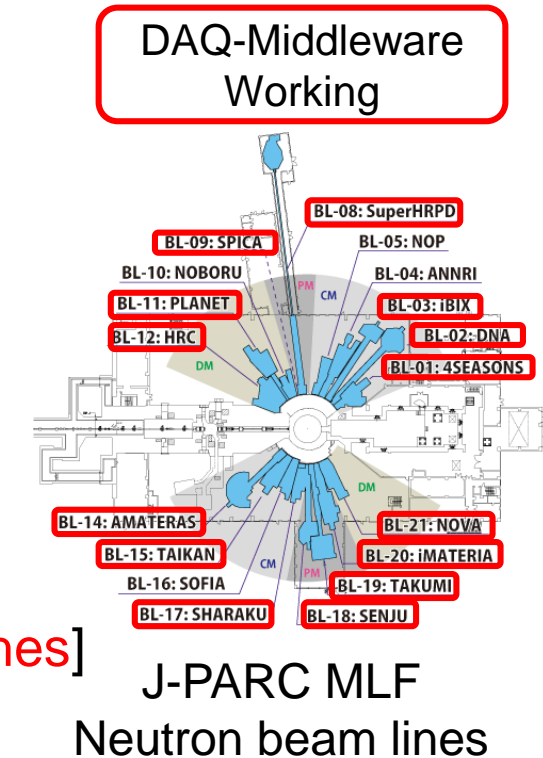 DAQ-Middleware
Working
BL-08: SuperHRPD
BL-09: SPICA
BL-05: NOP
BL-10: NOBORU
BL-04: ANNRI
PM
CM
BL-11: PLANET
BL-03: iBIX
BL-12: HRC
BL-02: DNA
DM
BL-01: 4SEASONS
DM
BL-14: AMATERAS
BL-21: NOVA
BL-15: TAIKAN
BL-20: iMATERIA
CM
BL-16: SOFIA
PM
BL-19: TAKUMI
BL-17: SHARAKU
BL-18: SENJU
nes]
J-PARC MLF
Neutron beam lines